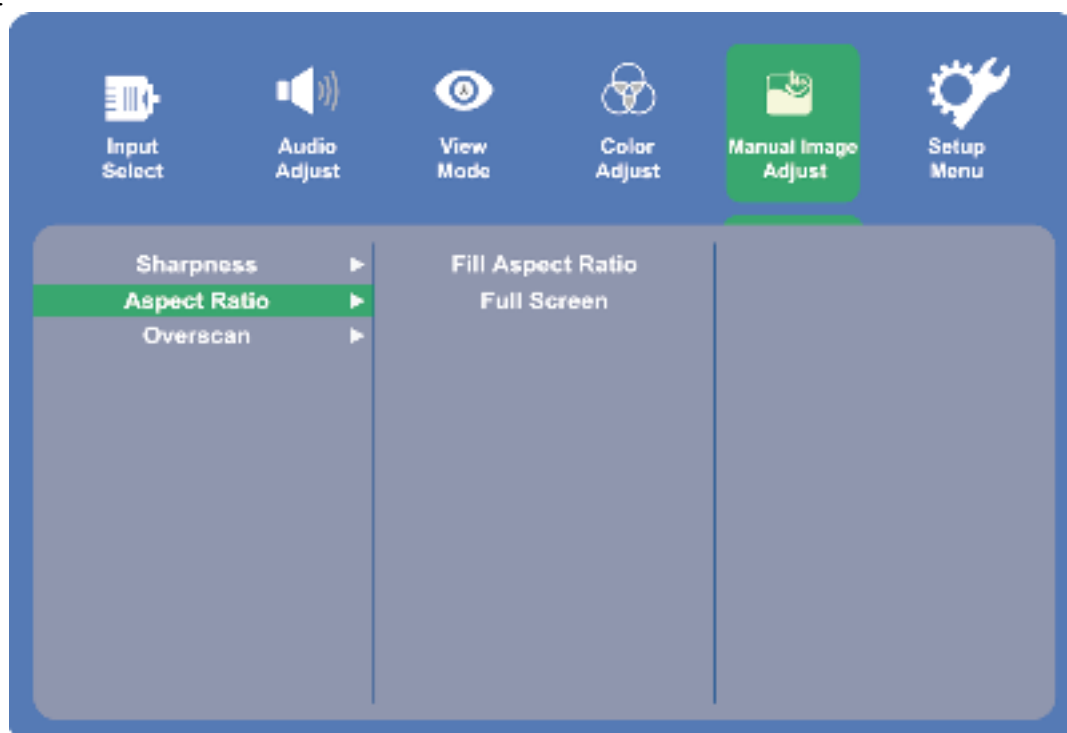 Input
Select
Audio
Adjust
View
Mode
Color
Adjust
Manual Image
Adjust
Setup
Menu
Sharpness
Aspect Ratio
Overscan
Fill Aspect Ratio
Full Screen